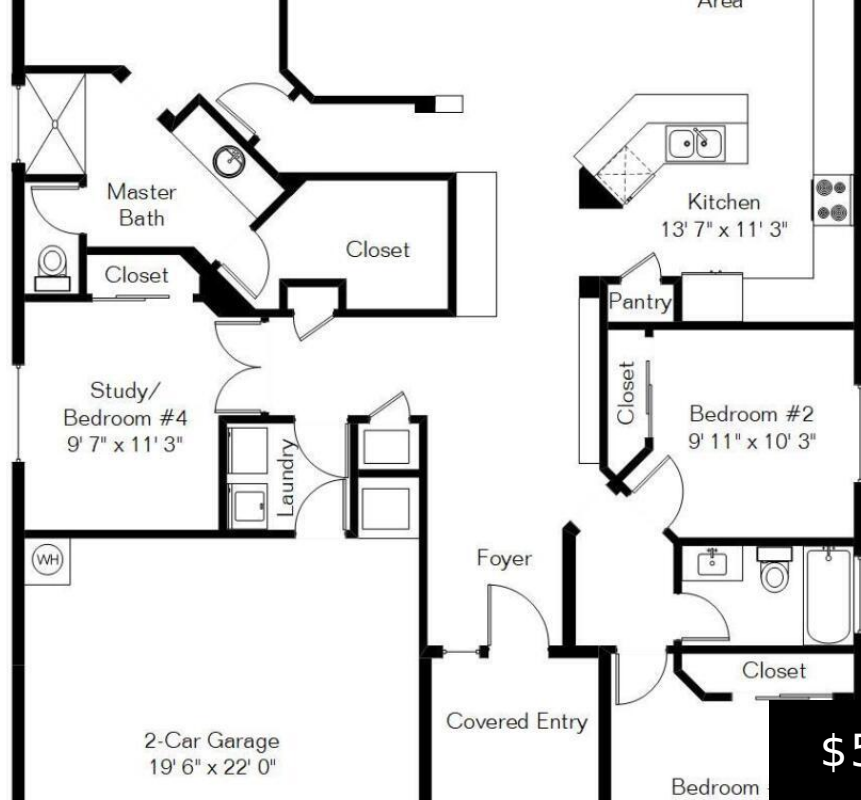 Area
Master
Bath
Kitchen
13' 7" x 11' 3"
Closet
Closet
Pantry
Study/
Bedroom #4
9' 7" x 11' 3"
Closet
Bedroom #2
9' 11" x 10' 3"
Laundry
WH
Foyer
Closet
Covered Entry
2-Car Garage
19' 6" x 22' 0"
$5
Bedroom